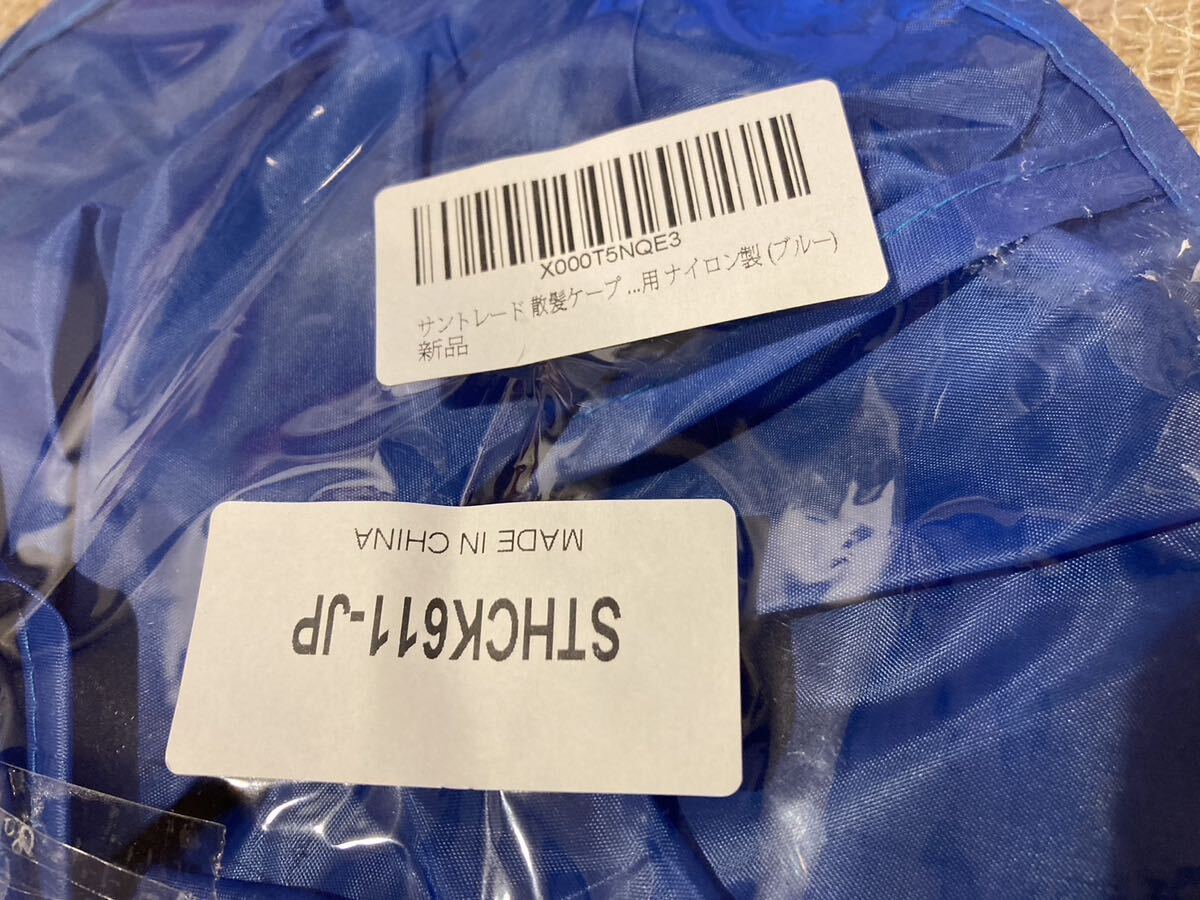 X000T5NQE3
サントレード 散髪ケープ ...用 ナイロン製 (ブルー)
新品
MADE IN CHINA
STHCK611-JP